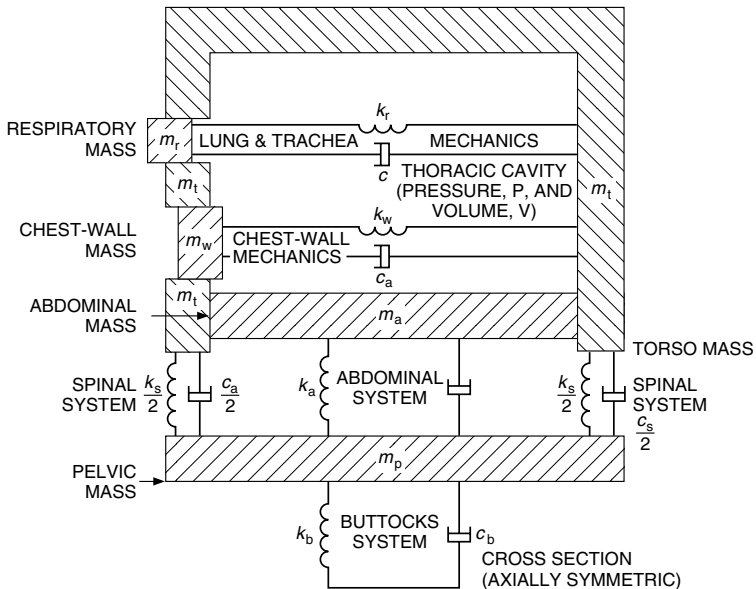 k_r
RESPIRATORY
MASS
m_r
LUNG & TRACHEA
MECHANICS
c
m_t
THORACIC CAVITY
(PRESSURE, P, AND
VOLUME, V)
m_t
k_w
CHEST-WALL
MASS
m_w
CHEST-WALL
MECHANICS
c_a
m_t
ABDOMINAL
MASS
m_a
TORSO MASS
SPINAL
SYSTEM
k_s/2
c_a/2
k_a
ABDOMINAL
SYSTEM
k_s/2
SPINAL
SYSTEM
c_s/2
m_p
PELVIC
MASS
k_b
BUTTOCKS
SYSTEM
c_b
CROSS SECTION
(AXIALLY SYMMETRIC)